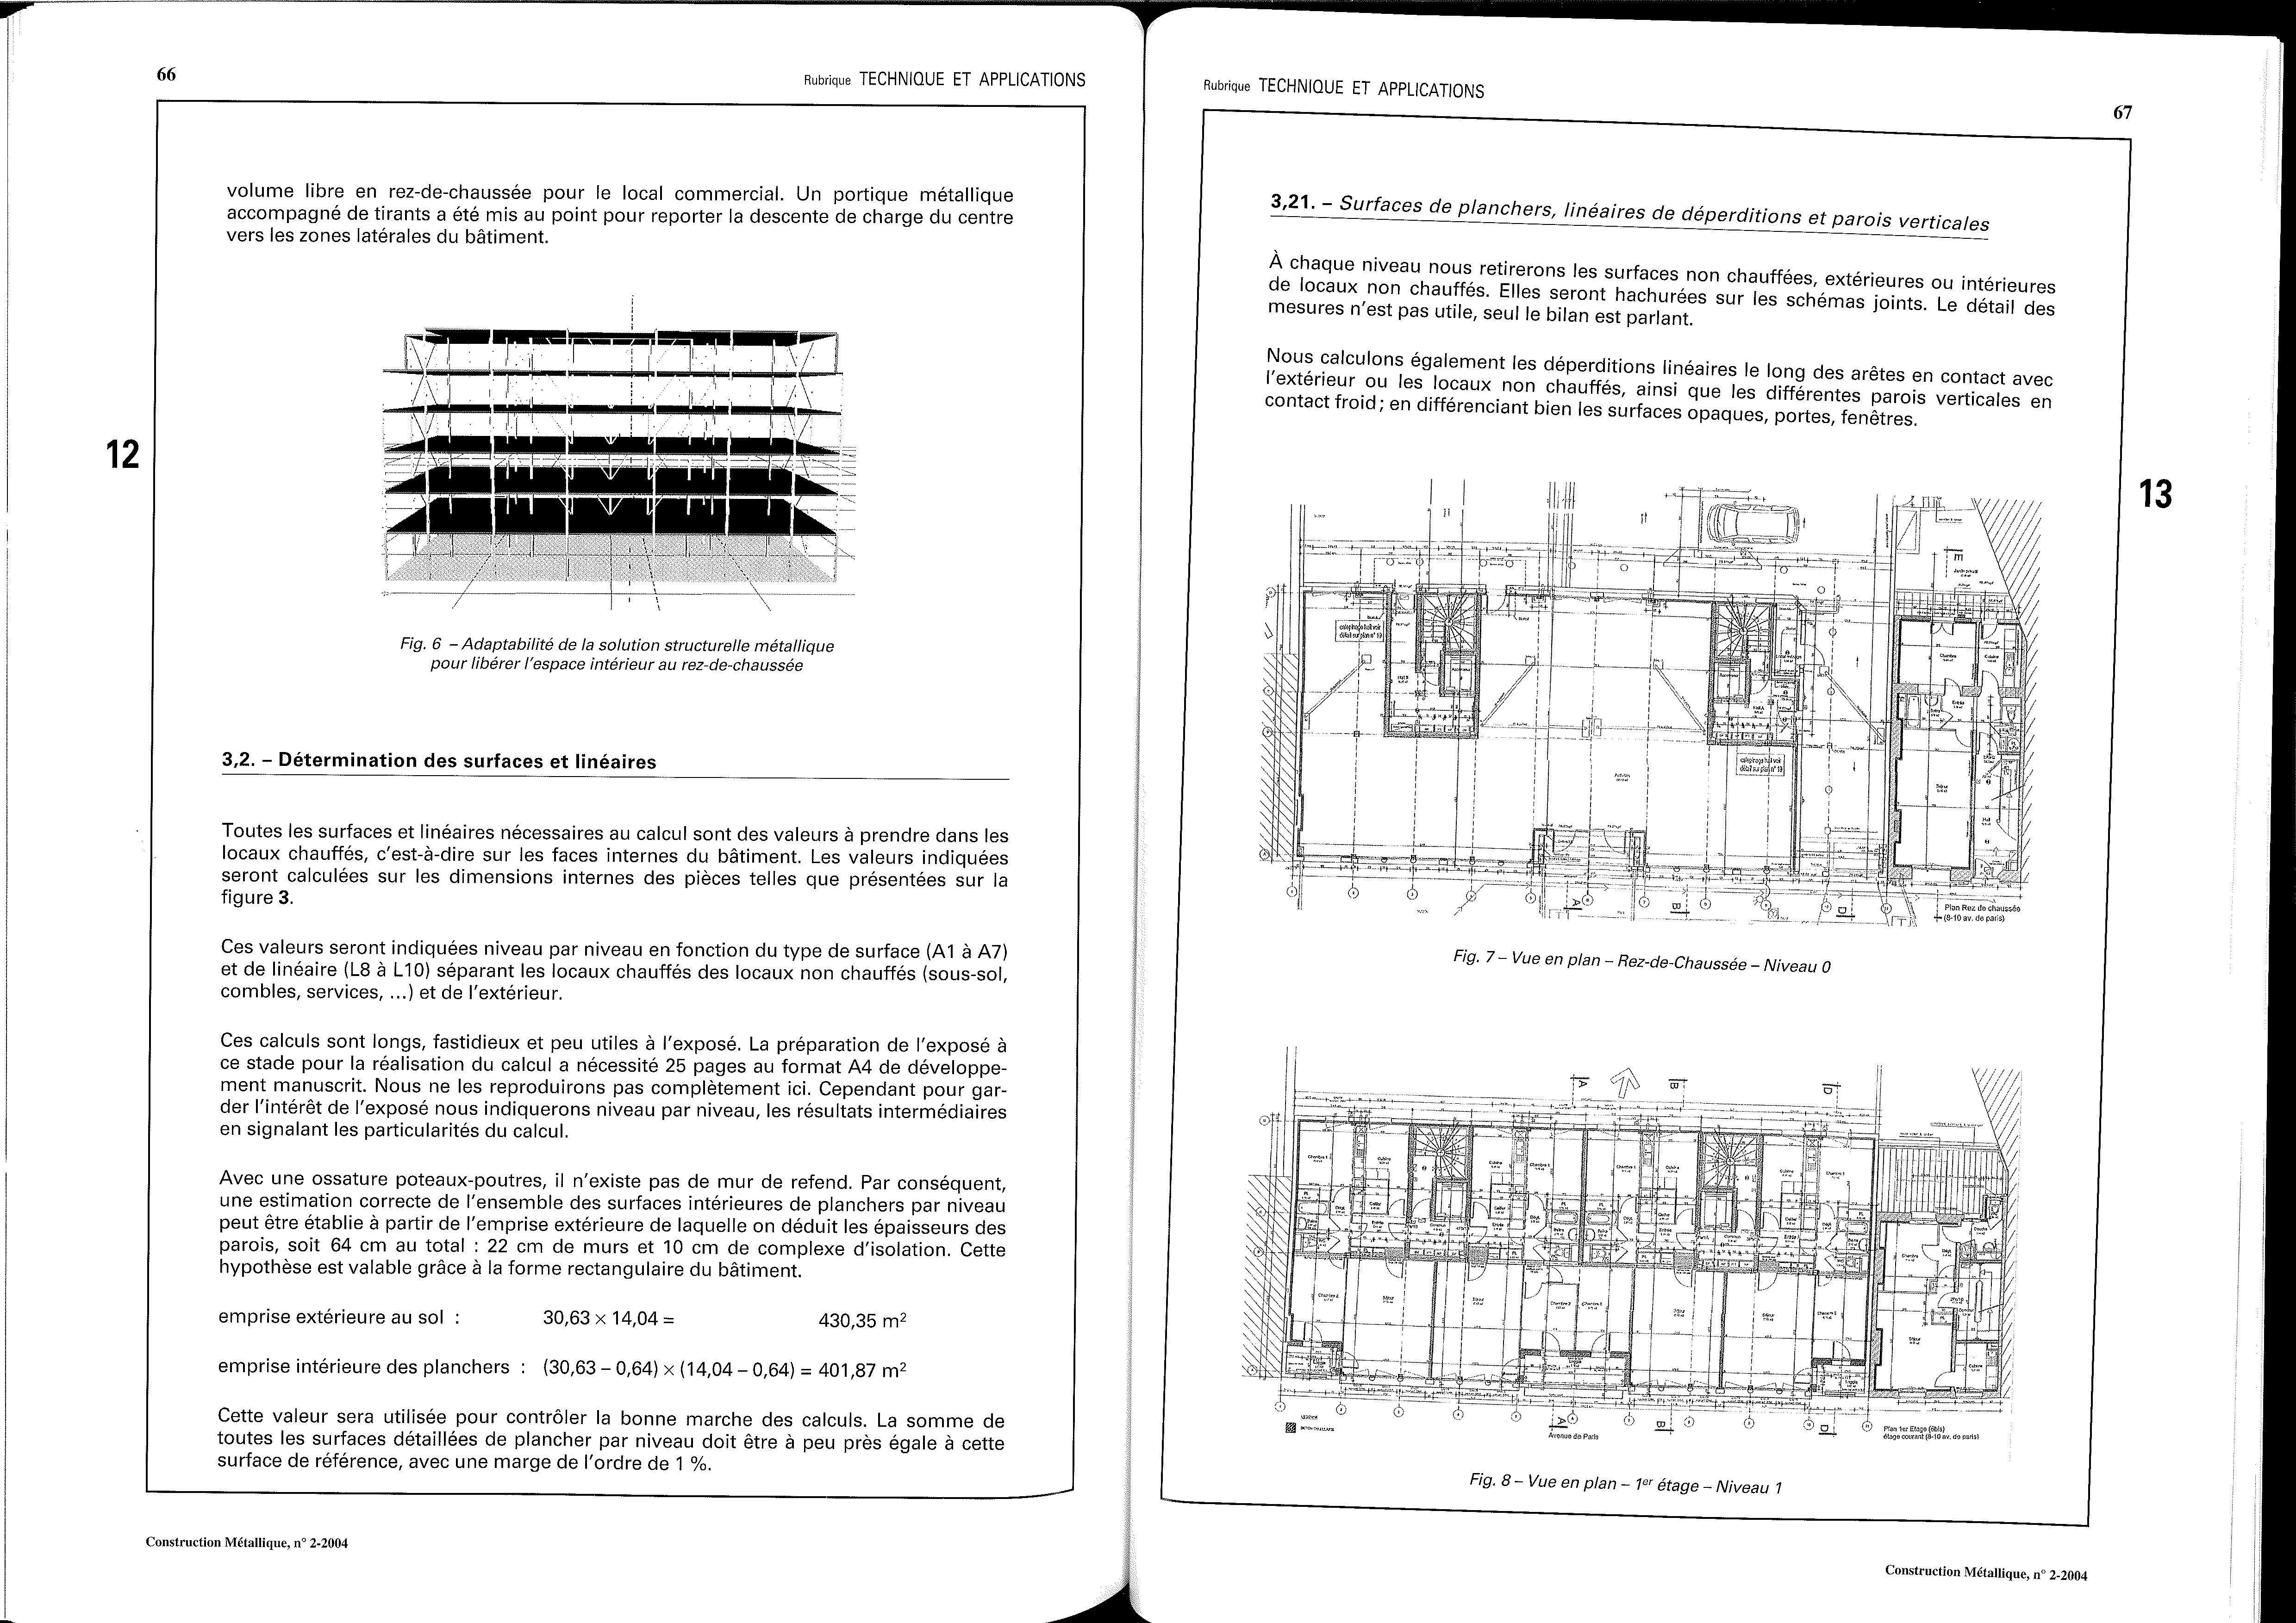 66
Rubrique TECHNIQUE ET APPLICATIONS
volume libre en rez-de-chaussée pour le local commercial. Un portique métallique
accompagné de tirants a été mis au point pour reporter la descente de charge du centre
vers les zones latérales du bâtiment.
12
Fig. 6 – Adaptabilité de la solution structurelle métallique
pour libérer l'espace intérieur au rez-de-chaussée
3,2. – Détermination des surfaces et linéaires
Toutes les surfaces et linéaires nécessaires au calcul sont des valeurs à prendre dans les
locaux chauffés, c'est-à-dire sur les faces internes du bâtiment. Les valeurs indiquées
seront calculées sur les dimensions internes des pièces telles que présentées sur la
figure 3.
Ces valeurs seront indiquées niveau par niveau en fonction du type de surface (A1 à A7)
et de linéaire (L8 à L10) séparant les locaux chauffés des locaux non chauffés (sous-sol,
combles, services, ...) et de l'extérieur.
Ces calculs sont longs, fastidieux et peu utiles à l'exposé. La préparation de l'exposé à
ce stade pour la réalisation du calcul a nécessité 25 pages au format A4 de développe-
ment manuscrit. Nous ne les reproduirons pas complètement ici. Cependant pour gar-
der l'intérêt de l'exposé nous indiquerons niveau par niveau, les résultats intermédiaires
en signalant les particularités du calcul.
Avec une ossature poteaux-poutres, il n'existe pas de mur de refend. Par conséquent,
une estimation correcte de l'ensemble des surfaces intérieures de planchers par niveau
peut être établie à partir de l'emprise extérieure de laquelle on déduit les épaisseurs des
parois, soit 64 cm au total : 22 cm de murs et 10 cm de complexe d'isolation. Cette
hypothèse est valable grâce à la forme rectangulaire du bâtiment.
emprise extérieure au sol : 30,63 × 14,04 = 430,35 m²
emprise intérieure des planchers : (30,63 – 0,64) × (14,04 – 0,64) = 401,87 m²
Cette valeur sera utilisée pour contrôler la bonne marche des calculs. La somme de
toutes les surfaces détaillées de plancher par niveau doit être à peu près égale à cette
surface de référence, avec une marge de l'ordre de 1 %.
Construction Métallique, n° 2-2004
Rubrique TECHNIQUE ET APPLICATIONS
67
3,21. – Surfaces de planchers, linéaires de déperditions et parois verticales
À chaque niveau nous retirerons les surfaces non chauffées, extérieures ou intérieures
de locaux non chauffés. Elles seront hachurées sur les schémas joints. Le détail des
mesures n'est pas utile, seul le bilan est parlant.
Nous calculons également les déperditions linéaires le long des arêtes en contact avec
l'extérieur ou les locaux non chauffés, ainsi que les différentes parois verticales en
contact froid ; en différenciant bien les surfaces opaques, portes, fenêtres.
13
calepinage hall voir
détail sur plan n° 19
calepinage hall voir
détail sur plan n° 19
Plan Rez de chaussée
(8-10 av. de paris)
Fig. 7 – Vue en plan – Rez-de-Chaussée – Niveau 0
A
B
D
Avenue de Paris
Plan 1er Etage (6bis)
étage courant (8-10 av. de paris)
Fig. 8 – Vue en plan – 1er étage – Niveau 1
Construction Métallique, n° 2-2004